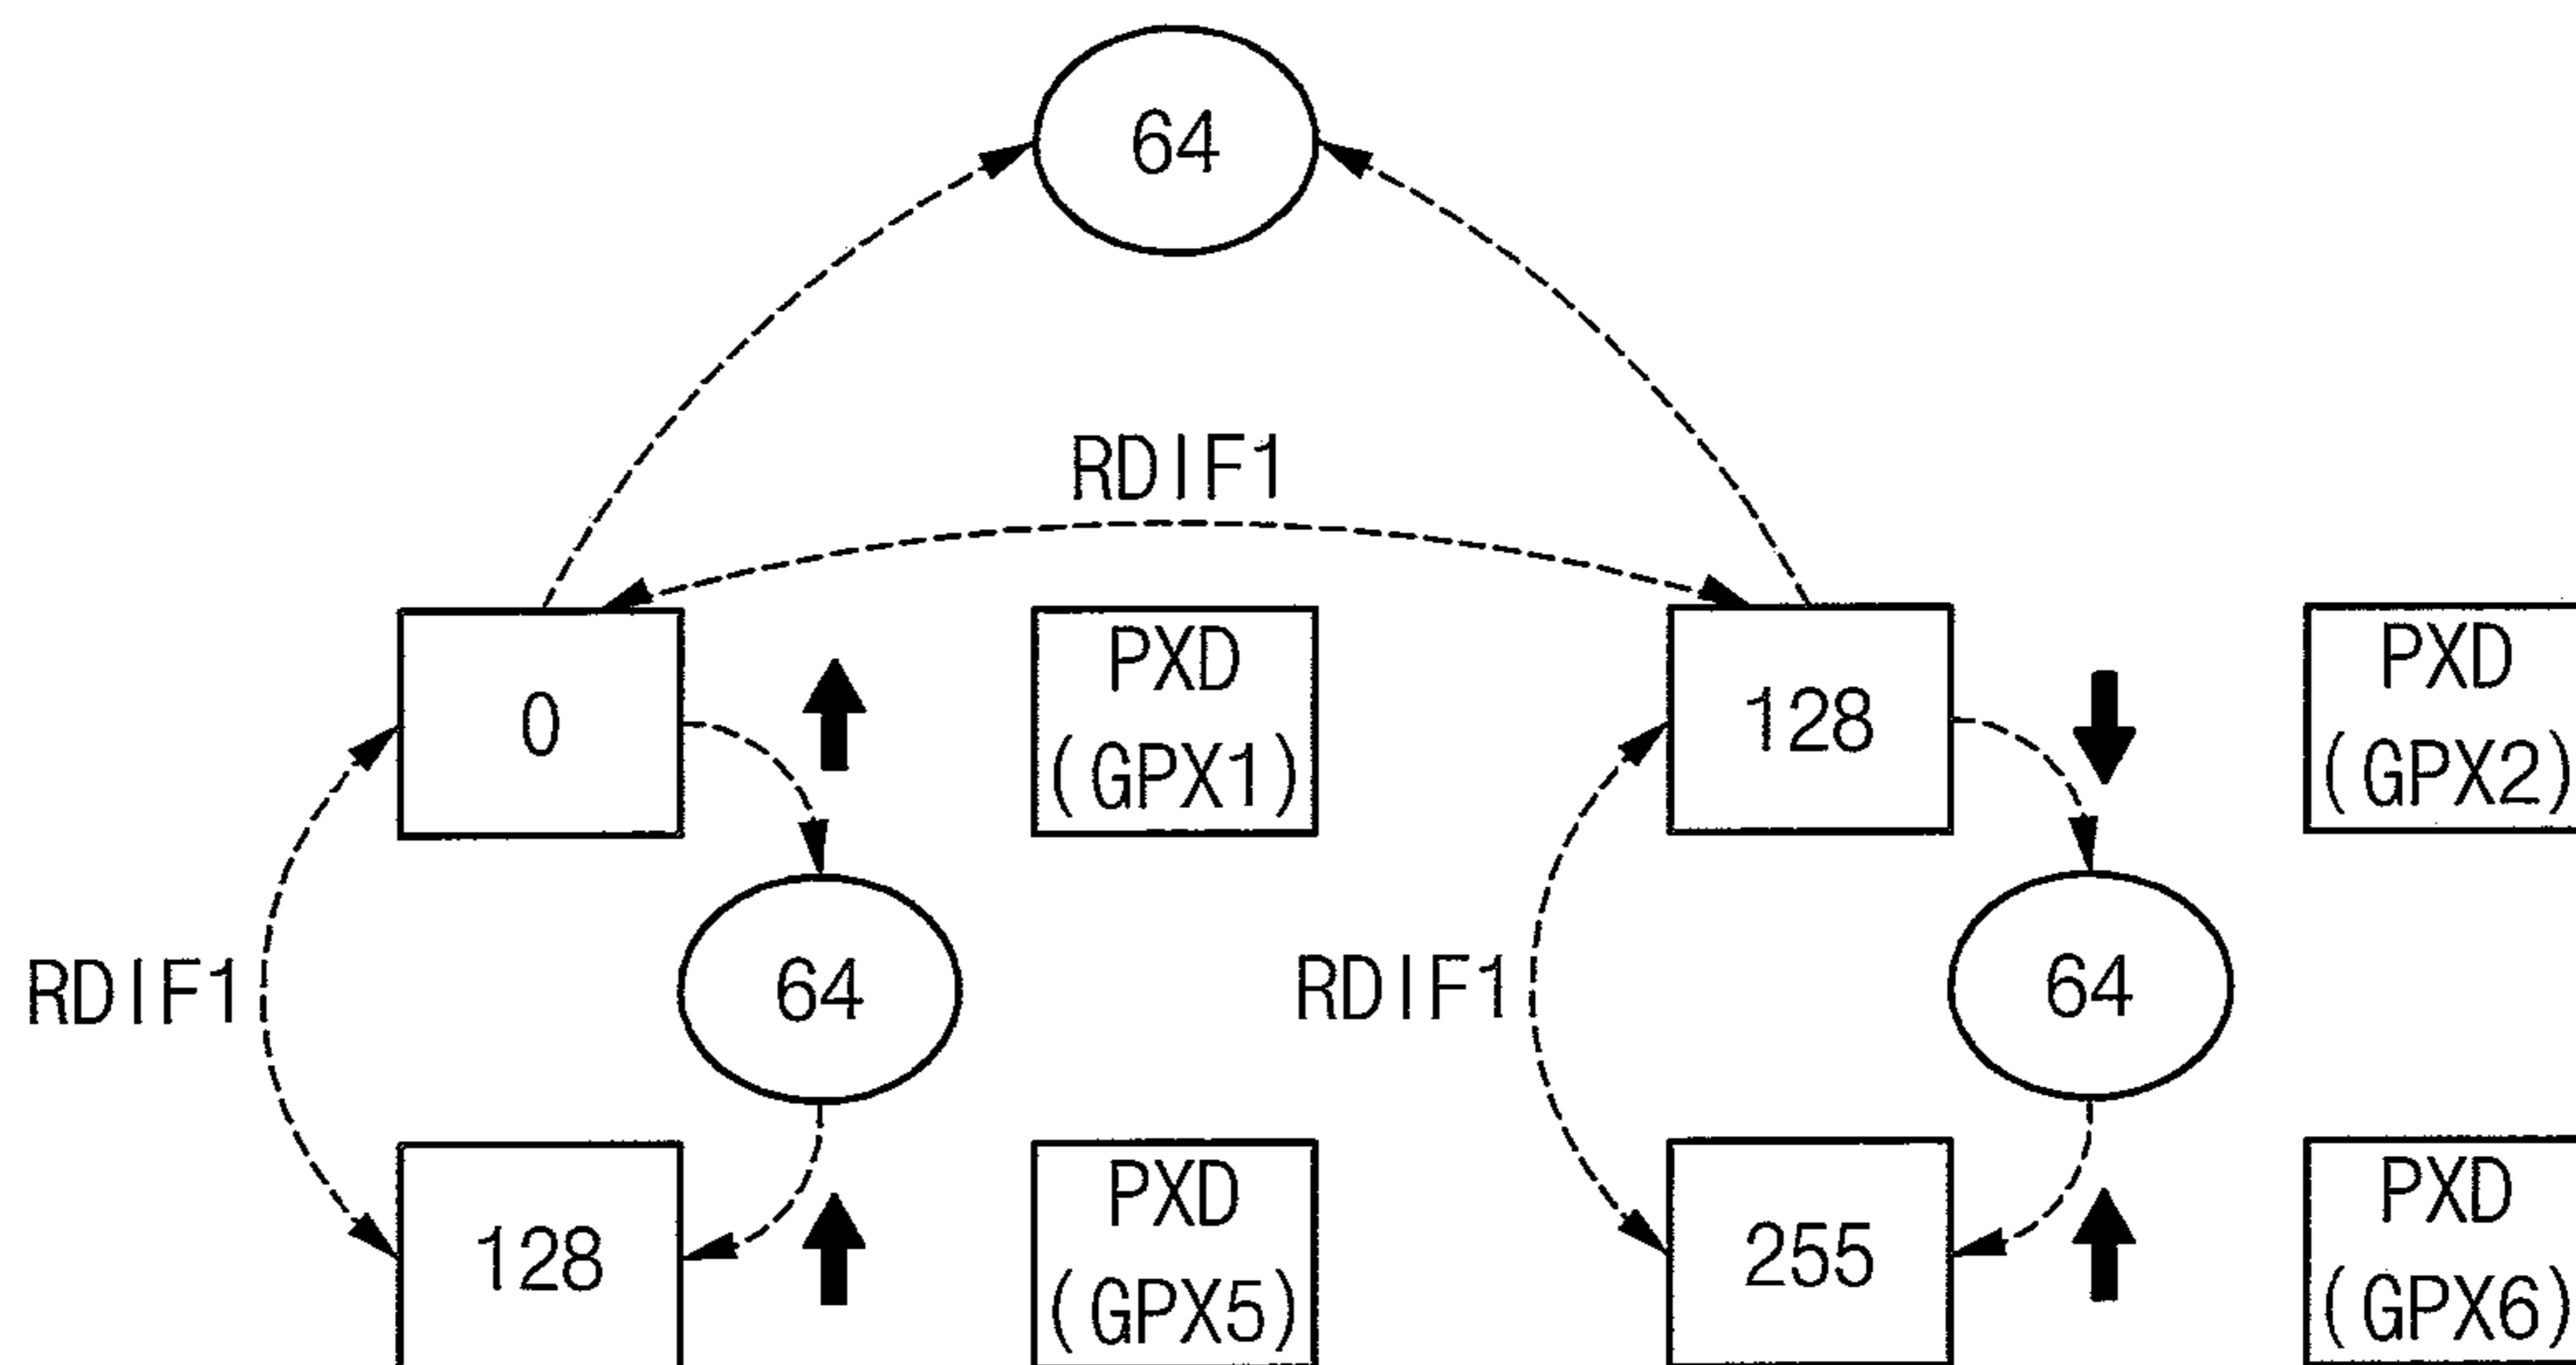 64
RDIF1
0
PXD
(GPX1)
128
PXD
(GPX2)
RDIF1
64
RDIF1
64
128
PXD
(GPX5)
255
PXD
(GPX6)